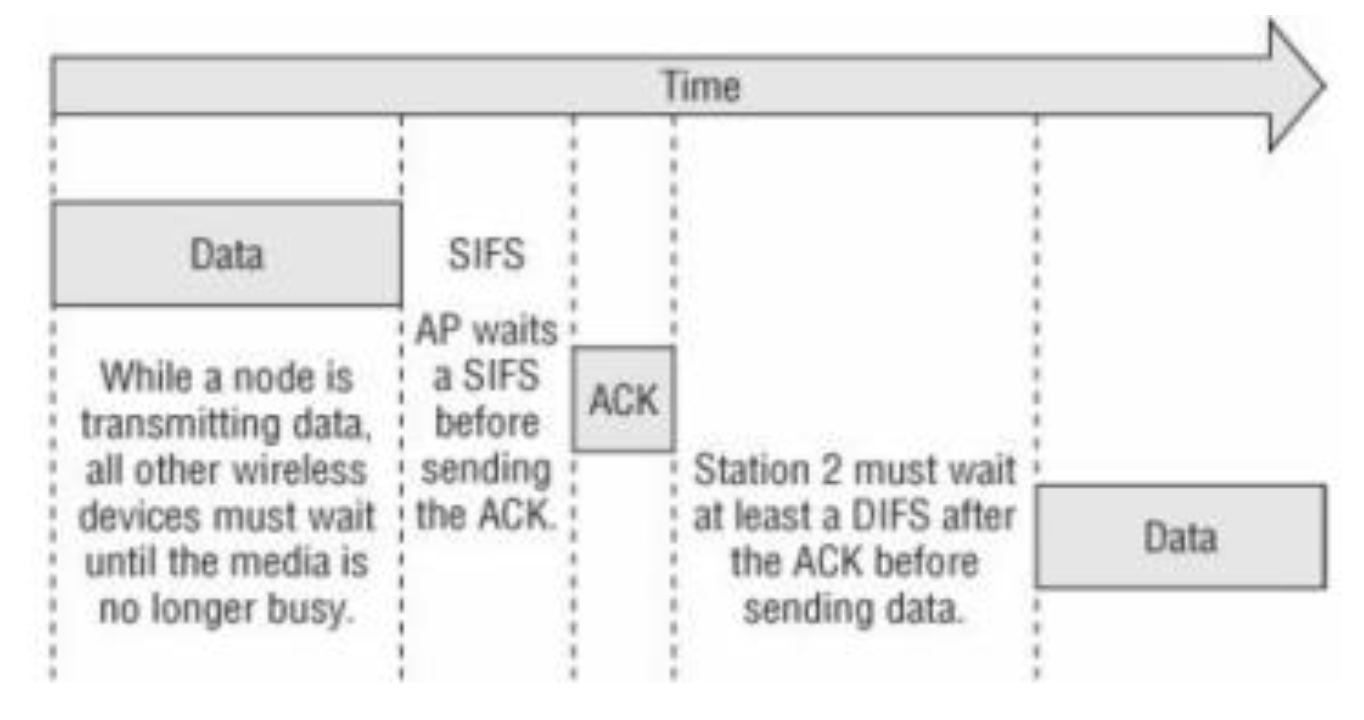 Time
Data
While a node is
transmitting data,
all other wireless
devices must wait
until the media is
no longer busy.
SIFS
AP waits
a SIFS
before
sending
the ACK.
ACK
Station 2 must wait
at least a DIFS after
the ACK before
sending data.
Data